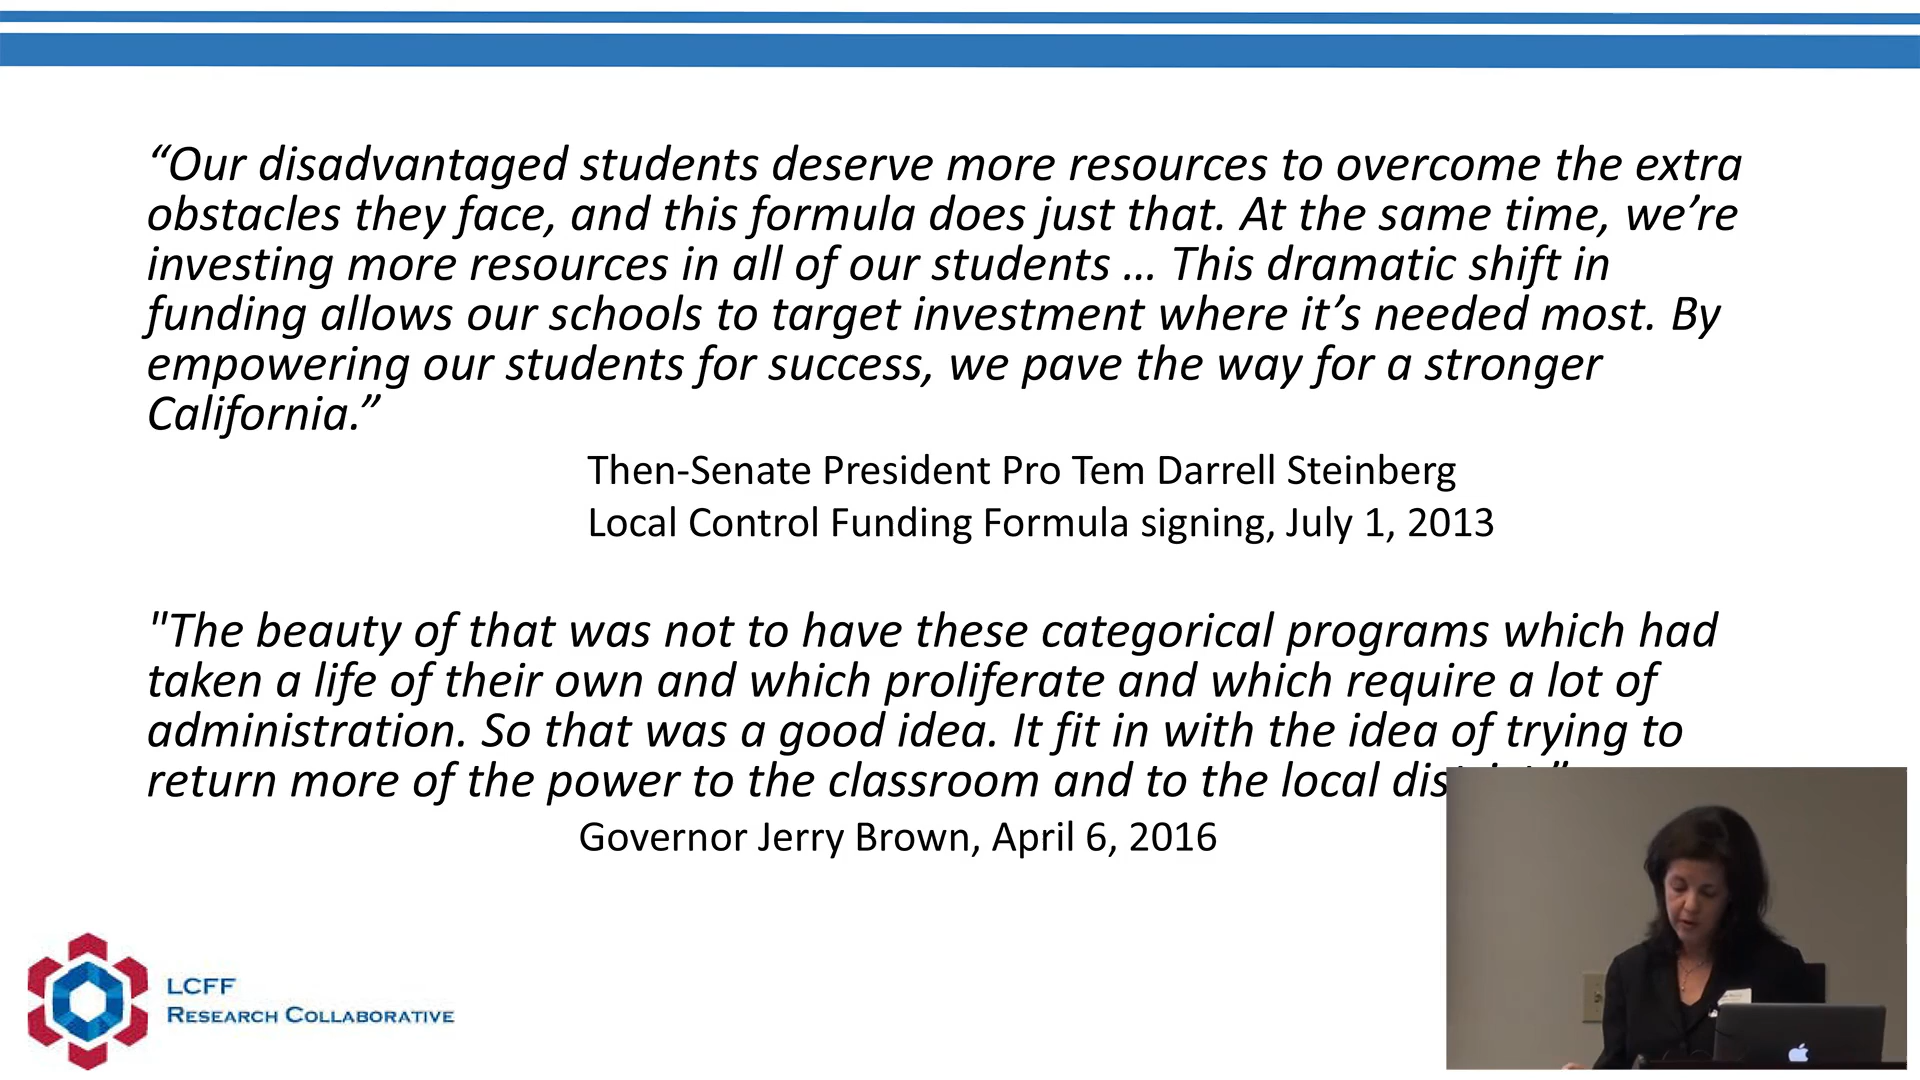 “Our disadvantaged students deserve more resources to overcome the extra
obstacles they face, and this formula does just that. At the same time, we’re
investing more resources in all of our students … This dramatic shift in
funding allows our schools to target investment where it’s needed most. By
empowering our students for success, we pave the way for a stronger
California.”
Then-Senate President Pro Tem Darrell Steinberg
Local Control Funding Formula signing, July 1, 2013
"The beauty of that was not to have these categorical programs which had
taken a life of their own and which proliferate and which require a lot of
administration. So that was a good idea. It fit in with the idea of trying to
return more of the power to the classroom and to the local
Governor Jerry Brown, April 6, 2016
LCFF
RESEARCH COLLABORATIVE